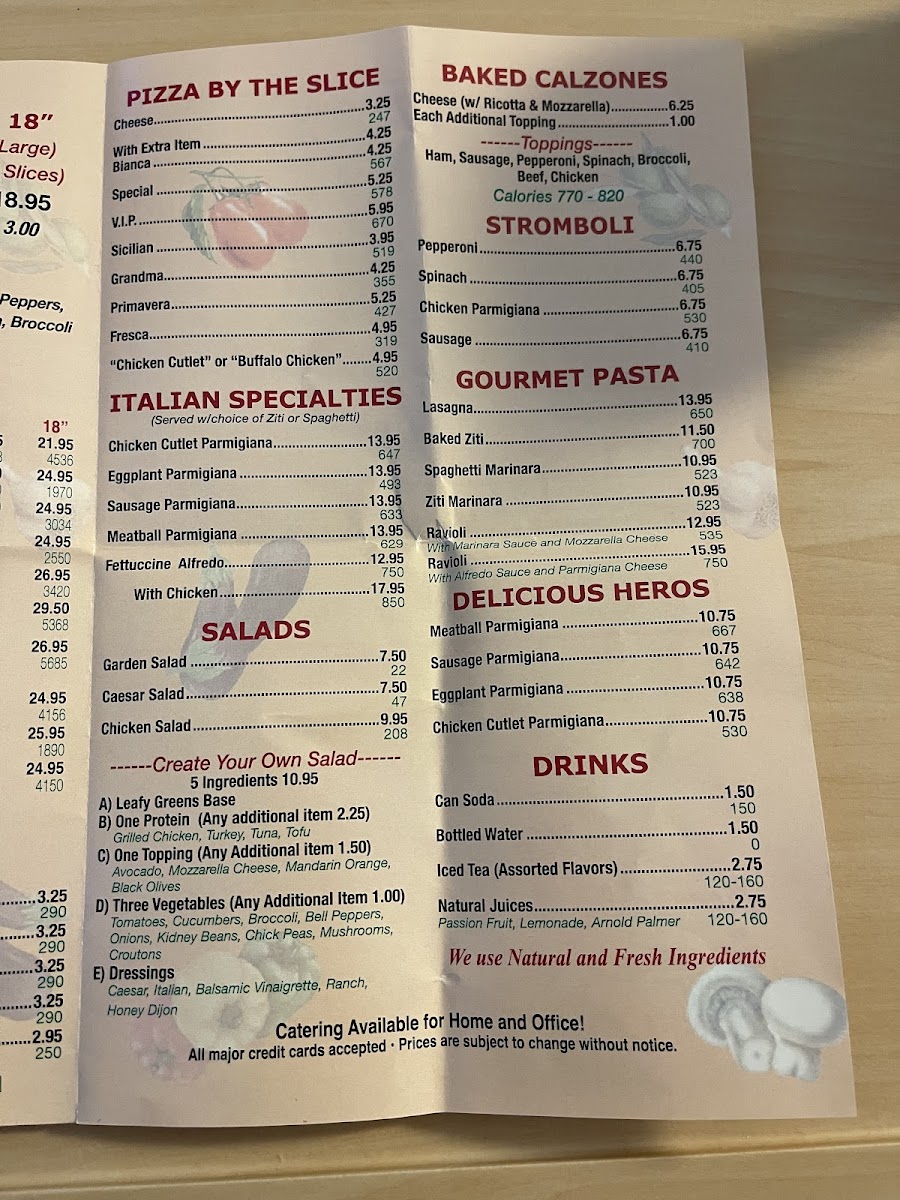 18"
Large)
Slices)
18.95
3.00
Peppers,
, Broccoli
18"
21.95
4536
24.95
1970
24.95
3034
24.95
2550
26.95
3420
29.50
5368
26.95
5685
24.95
4156
25.95
1890
24.95
4150
3.25
290
3.25
290
3.25
290
3.25
290
2.95
250
PIZZA BY THE SLICE
Cheese 3.25
247
With Extra Item 4.25
Bianca 4.25
567
Special 5.25
578
V.I.P. 5.95
670
Sicilian 3.95
519
Grandma 4.25
355
Primavera 5.25
427
Fresca 4.95
319
"Chicken Cutlet" or "Buffalo Chicken" 4.95
520
ITALIAN SPECIALTIES
(Served w/choice of Ziti or Spaghetti)
Chicken Cutlet Parmigiana 13.95
647
Eggplant Parmigiana 13.95
493
Sausage Parmigiana 13.95
633
Meatball Parmigiana 13.95
629
Fettuccine Alfredo 12.95
750
With Chicken 17.95
850
SALADS
Garden Salad 7.50
22
Caesar Salad 7.50
47
Chicken Salad 9.95
208
------Create Your Own Salad------
5 Ingredients 10.95
A) Leafy Greens Base
B) One Protein (Any additional item 2.25)
Grilled Chicken, Turkey, Tuna, Tofu
C) One Topping (Any Additional item 1.50)
Avocado, Mozzarella Cheese, Mandarin Orange,
Black Olives
D) Three Vegetables (Any Additional Item 1.00)
Tomatoes, Cucumbers, Broccoli, Bell Peppers,
Onions, Kidney Beans, Chick Peas, Mushrooms,
Croutons
E) Dressings
Caesar, Italian, Balsamic Vinaigrette, Ranch,
Honey Dijon
BAKED CALZONES
Cheese (w/ Ricotta & Mozzarella) 6.25
Each Additional Topping 1.00
------Toppings------
Ham, Sausage, Pepperoni, Spinach, Broccoli,
Beef, Chicken
Calories 770 - 820
STROMBOLI
Pepperoni 6.75
440
Spinach 6.75
405
Chicken Parmigiana 6.75
530
Sausage 6.75
410
GOURMET PASTA
Lasagna 13.95
650
Baked Ziti 11.50
700
Spaghetti Marinara 10.95
523
Ziti Marinara 10.95
523
Ravioli 12.95
With Marinara Sauce and Mozzarella Cheese 535
Ravioli 15.95
With Alfredo Sauce and Parmigiana Cheese 750
DELICIOUS HEROS
Meatball Parmigiana 10.75
667
Sausage Parmigiana 10.75
642
Eggplant Parmigiana 10.75
638
Chicken Cutlet Parmigiana 10.75
530
DRINKS
Can Soda 1.50
150
Bottled Water 1.50
0
Iced Tea (Assorted Flavors) 2.75
120-160
Natural Juices 2.75
Passion Fruit, Lemonade, Arnold Palmer 120-160
We use Natural and Fresh Ingredients
Catering Available for Home and Office!
All major credit cards accepted · Prices are subject to change without notice.